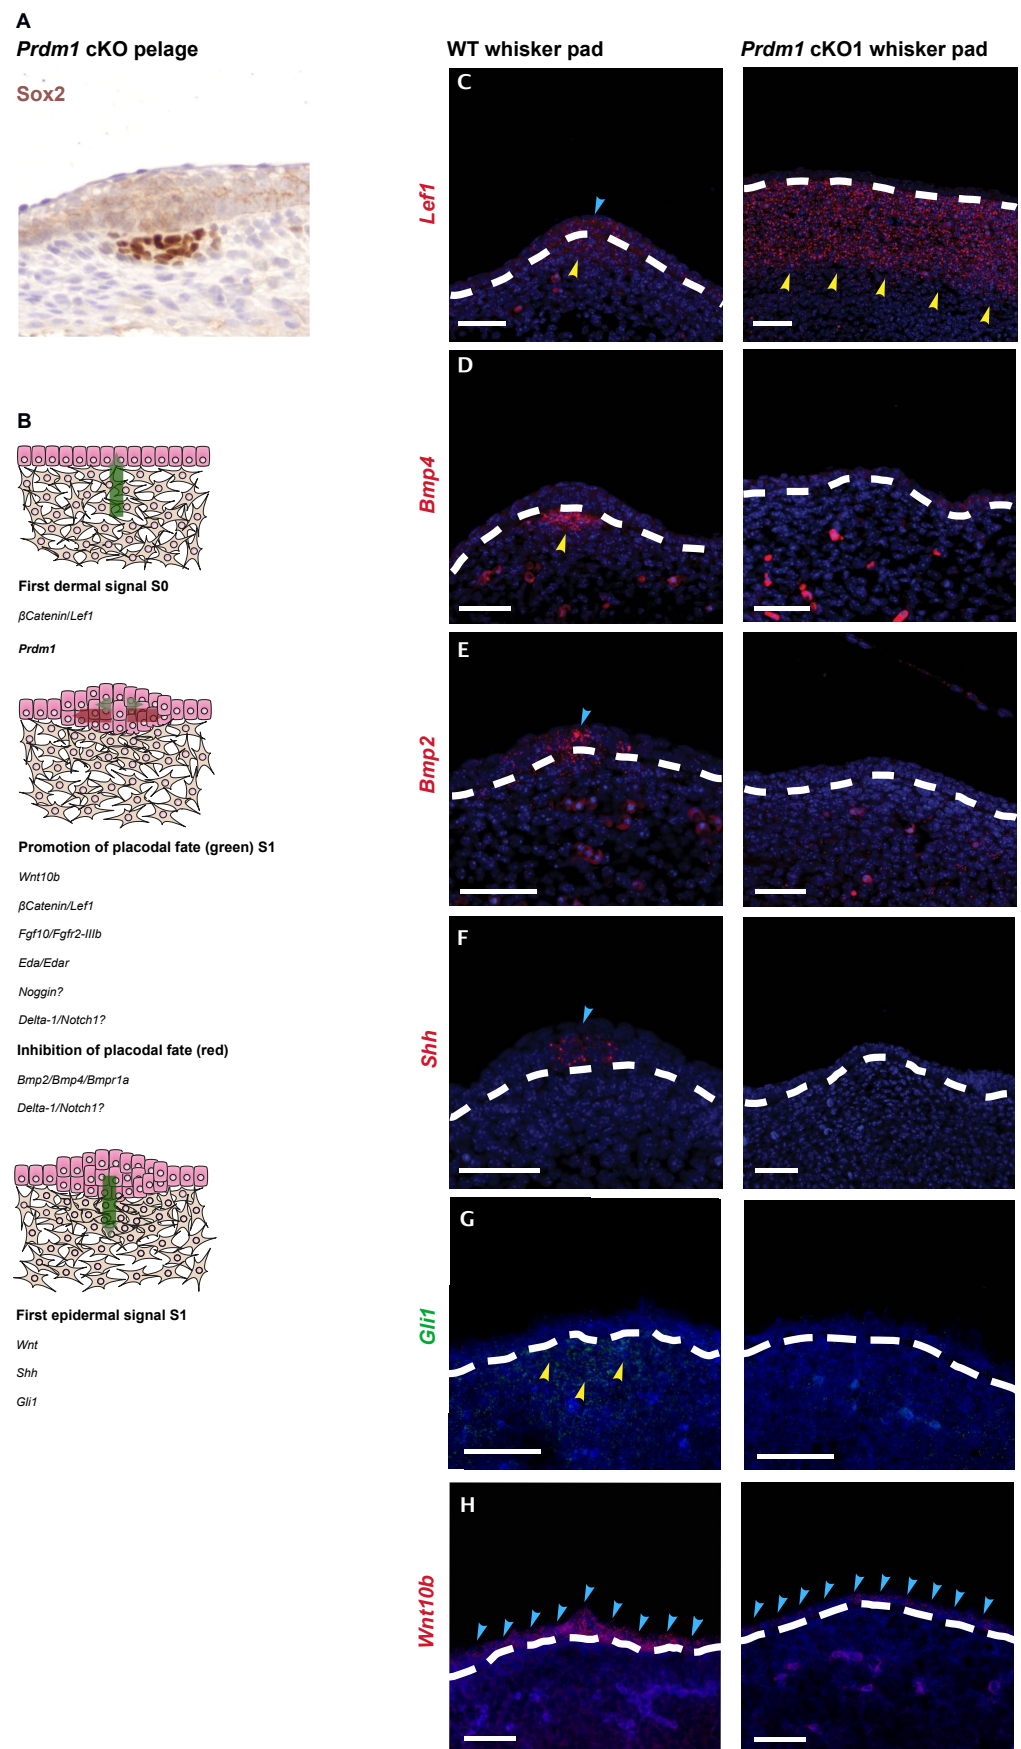 A
Prdm1 cKO pelage
Sox2
B
First dermal signal S0
βCatenin/Lef1
Prdm1
Promotion of placodal fate (green) S1
Wnt10b
βCatenin/Lef1
Fgf10/Fgfr2-IIIb
Eda/Edar
Noggin?
Delta-1/Notch1?
Inhibition of placodal fate (red)
Bmp2/Bmp4/Bmpr1a
Delta-1/Notch1?
First epidermal signal S1
Wnt
Shh
Gli1
WT whisker pad
Prdm1 cKO1 whisker pad
C
Lef1
D
Bmp4
E
Bmp2
F
Shh
G
Gli1
H
Wnt10b